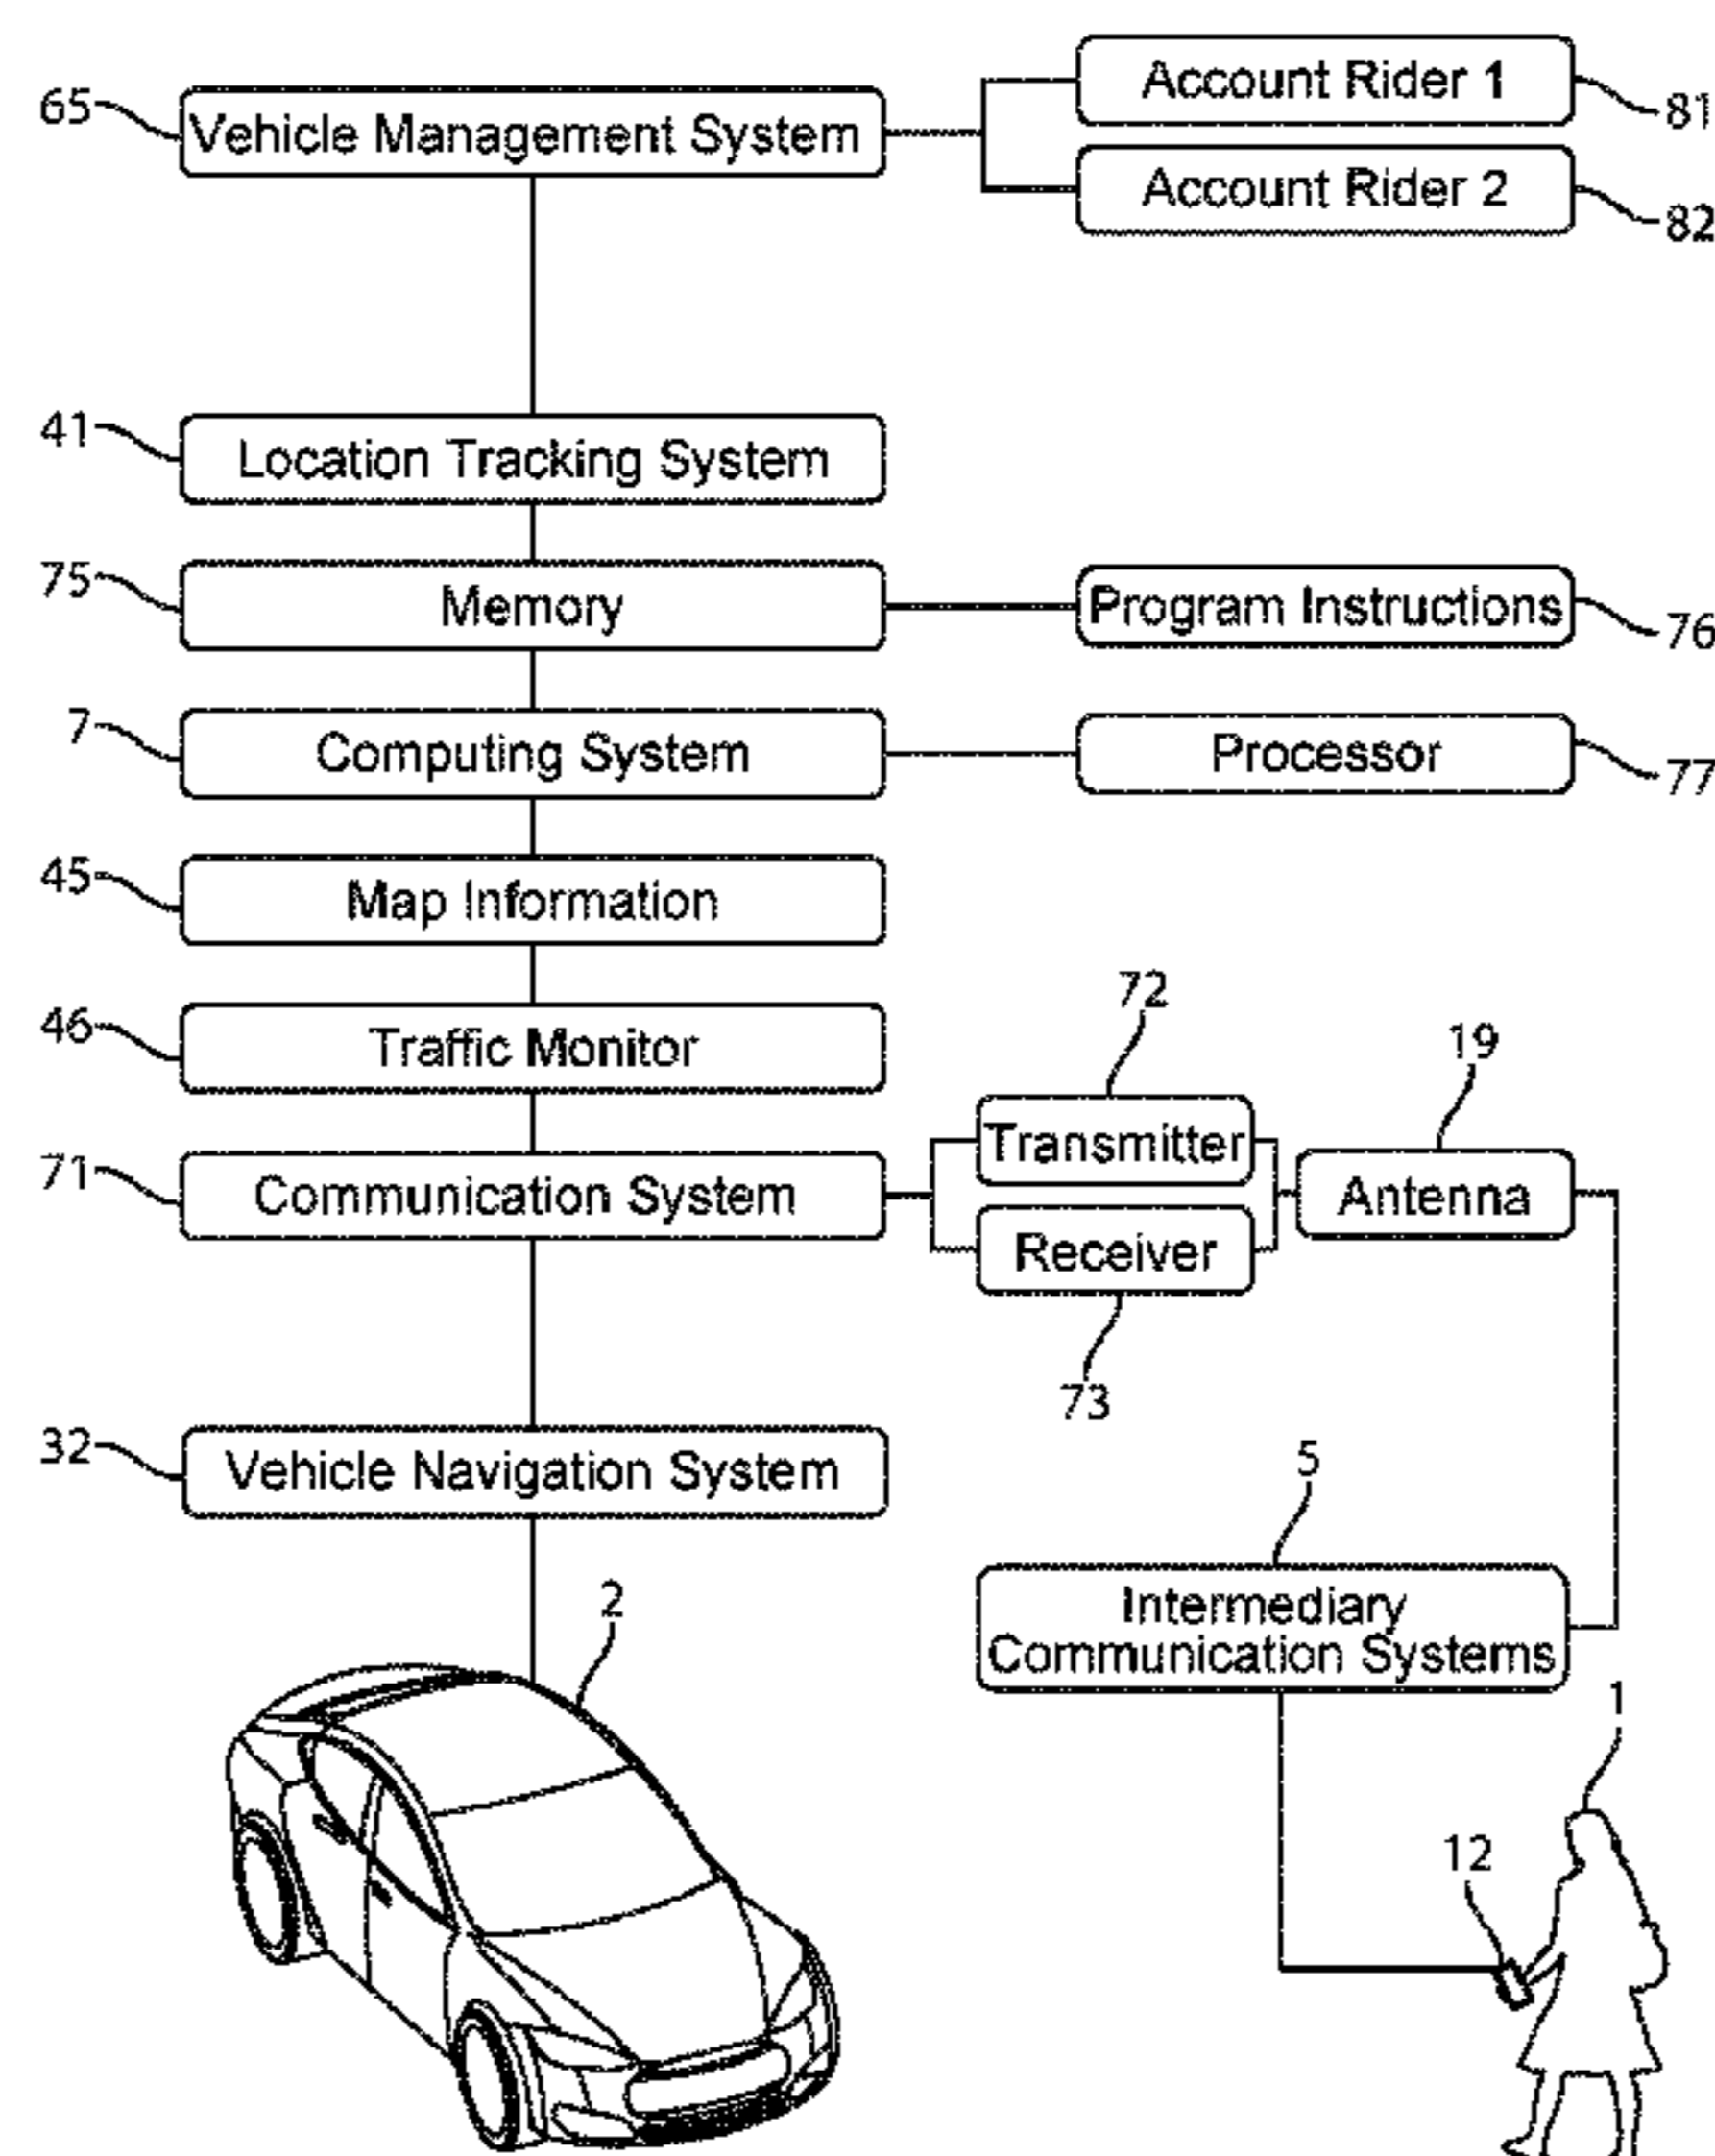 65
Vehicle Management System
Account Rider 1
81
Account Rider 2
82
41
Location Tracking System
75
Memory
Program Instructions
76
7
Computing System
Processor
77
45
Map Information
46
Traffic Monitor
72
19
71
Communication System
Transmitter
Antenna
Receiver
73
32
Vehicle Navigation System
5
Intermediary
Communication Systems
2
1
12